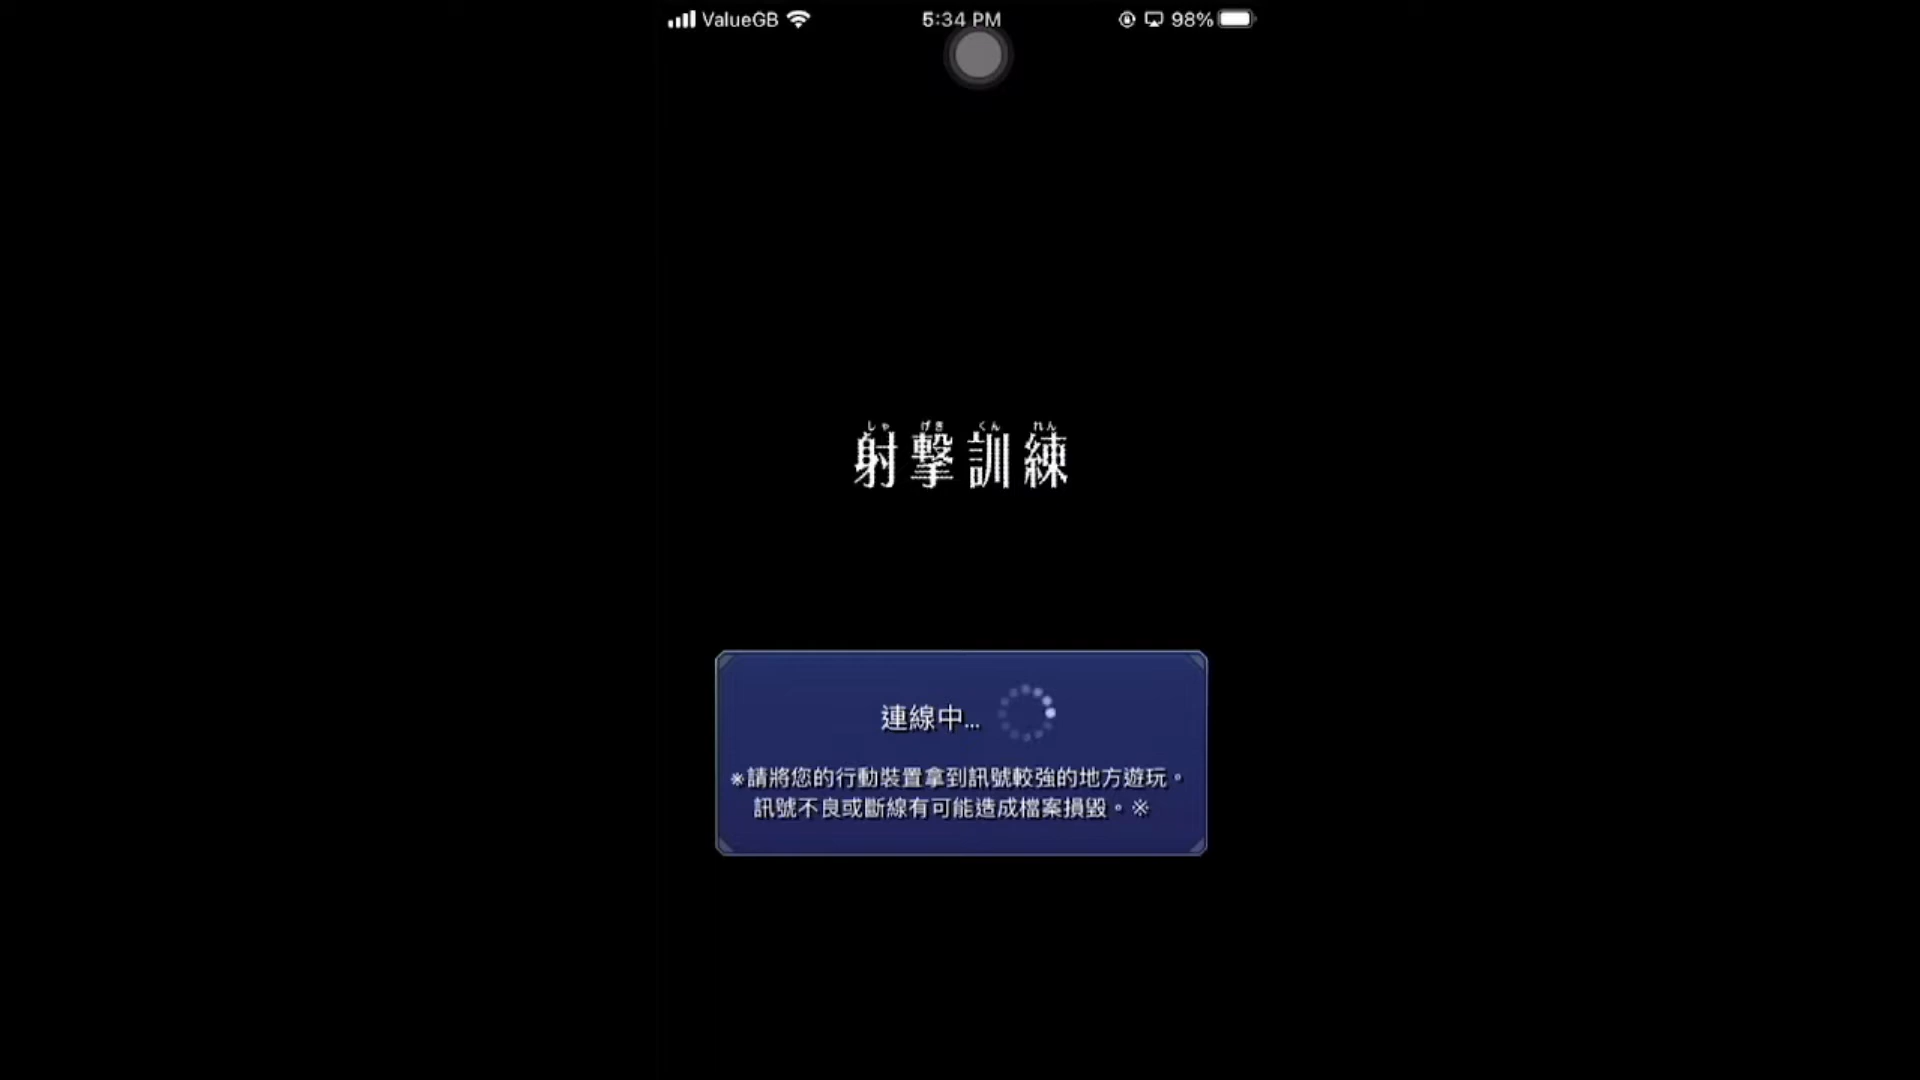 ValueGB 5:34 PM 98%
しゃ げき くん れん
射撃訓練
連線中...
※請將您的行動裝置拿到訊號較強的地方遊玩。
訊號不良或斷線有可能造成檔案損毀。※